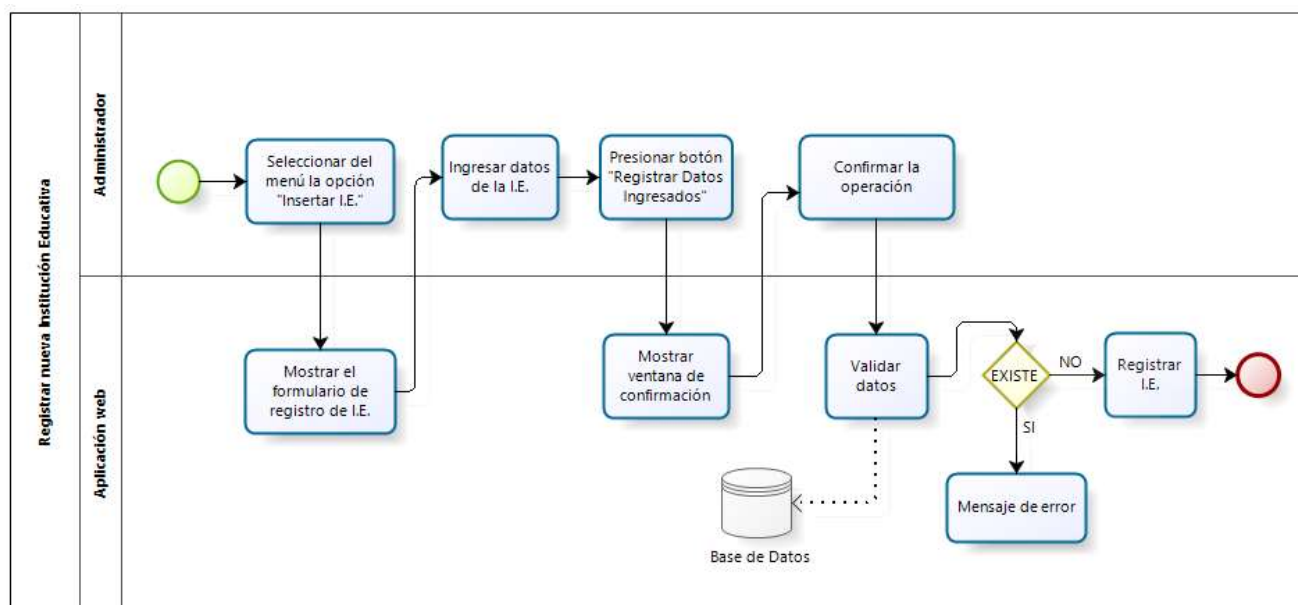 Registrar nueva Institución Educativa
Administrador
Seleccionar del
menú la opción
"Insertar I.E."
Ingresar datos
de la I.E.
Presionar botón
"Registrar Datos
Ingresados"
Confirmar la
operación
Aplicación web
Mostrar el
formulario de
registro de I.E.
Mostrar
ventana de
confirmación
Validar
datos
EXISTE
NO
Registrar
I.E.
SI
Mensaje de error
Base de Datos